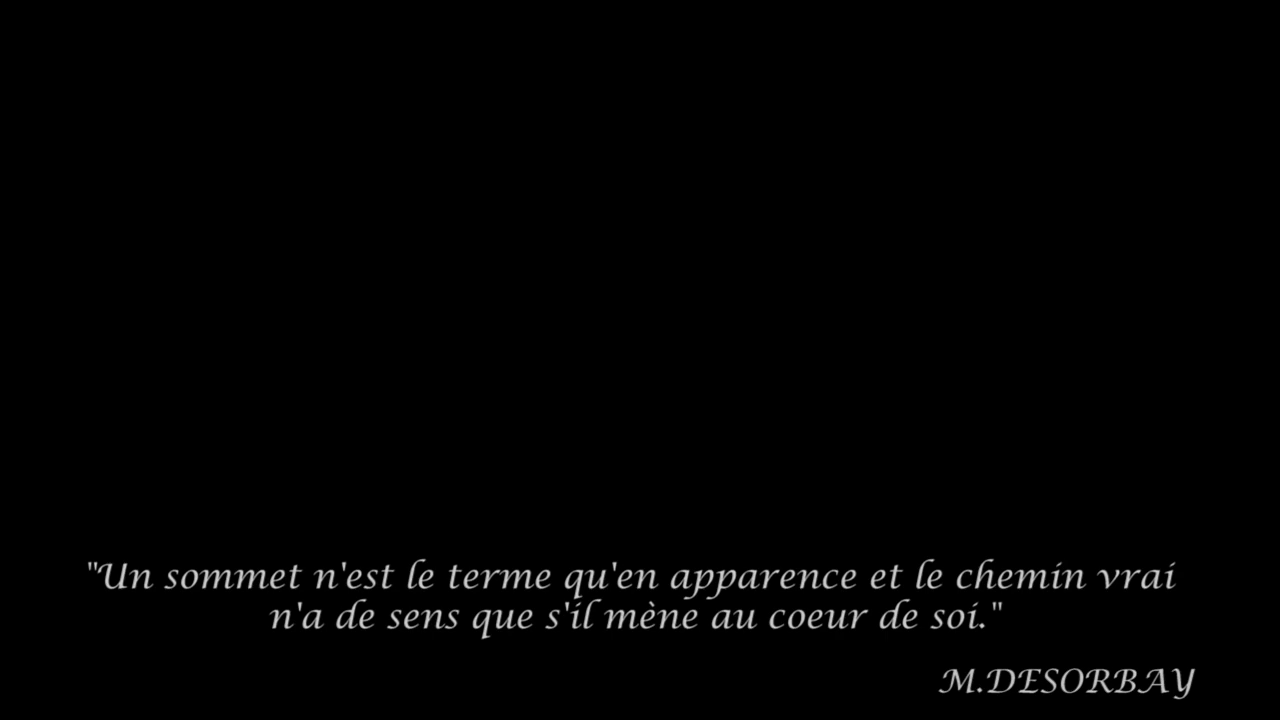 "Un sommet n'est le terme qu'en apparence et le chemin vrai
n'a de sens que s'il mène au coeur de soi."
M.DESORBAY